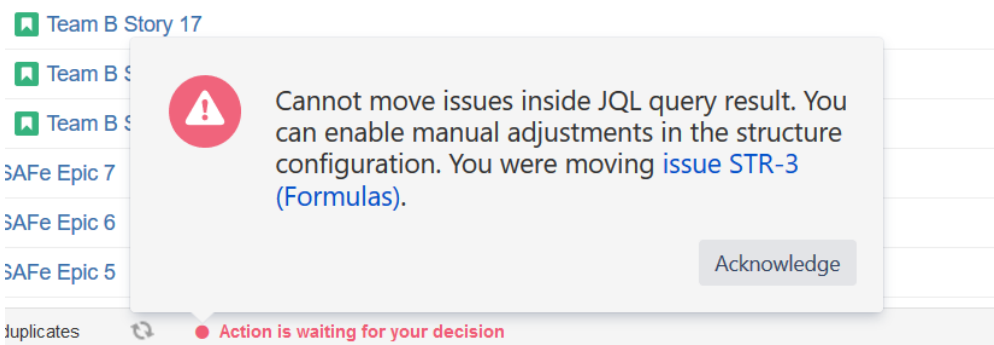 Team B Story 17
Team B
Team B
SAFe Epic 7
SAFe Epic 6
SAFe Epic 5
Cannot move issues inside JQL query result. You
can enable manual adjustments in the structure
configuration. You were moving issue STR-3
(Formulas).
Acknowledge
duplicates
Action is waiting for your decision